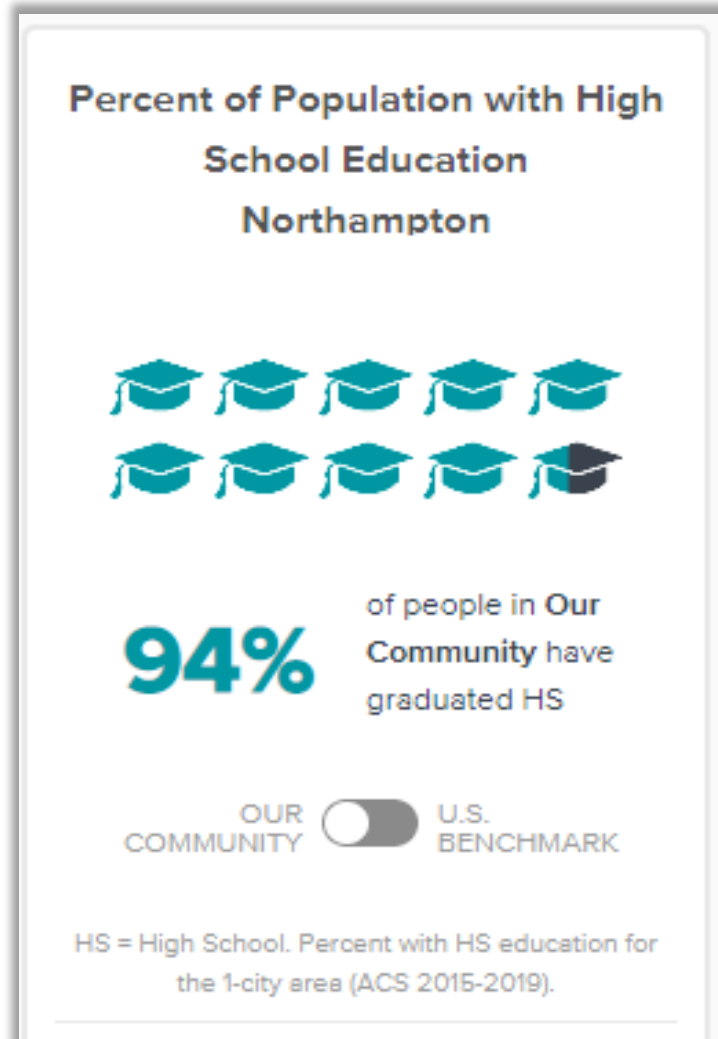 Percent of Population with High
School Education
Northampton
94%
of people in Our
Community have
graduated HS
OUR
COMMUNITY
U.S.
BENCHMARK
HS = High School. Percent with HS education for
the 1-city area (ACS 2015-2019).